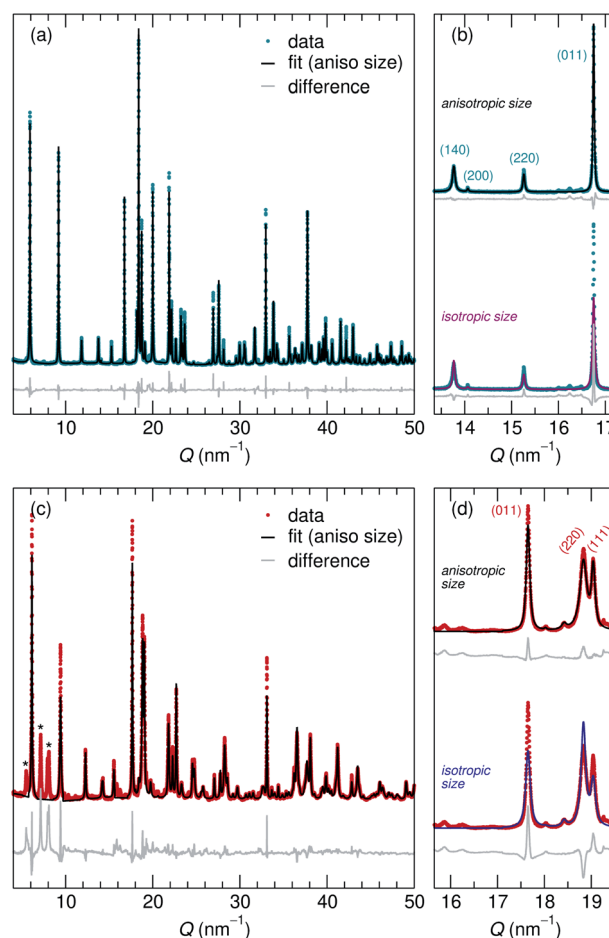 (a)
data
fit (aniso size)
difference
10
20
30
40
50
Q (nm⁻¹)
(b)
(011)
anisotropic size
(140)
(200)
(220)
isotropic size
14
15
16
17
Q (nm⁻¹)
(c)
data
fit (aniso size)
difference
*
*
*
10
20
30
40
50
Q (nm⁻¹)
(d)
(011)
(220)
(111)
anisotropic
size
isotropic
size
16
17
18
19
Q (nm⁻¹)